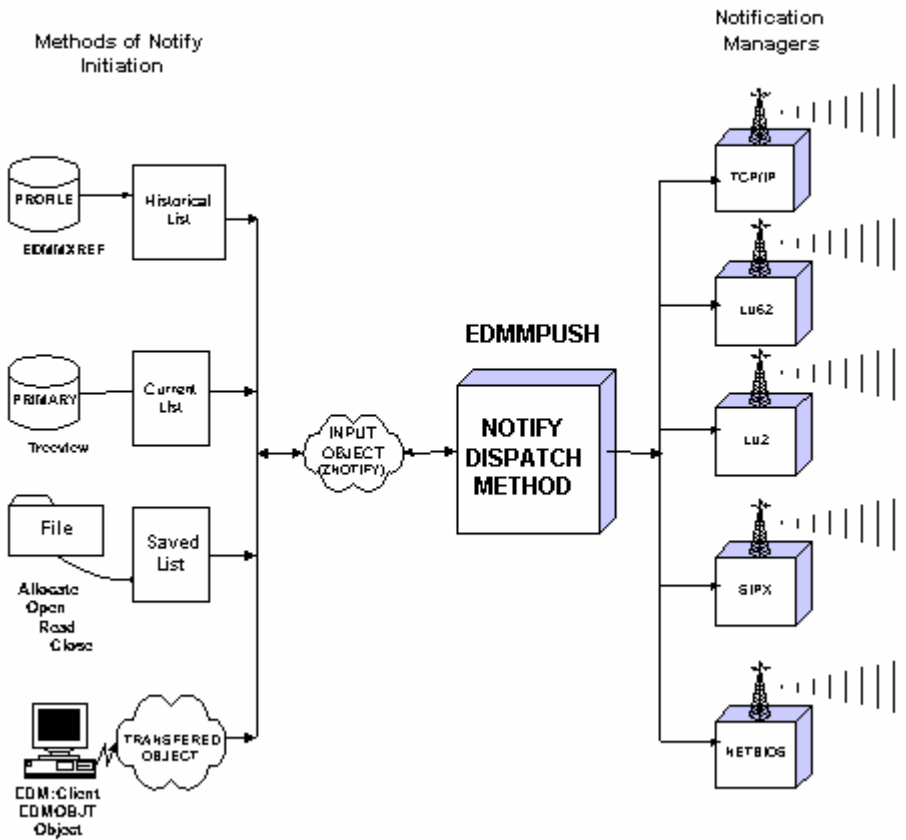 Methods of Notify
Initiation
Notification
Managers
PROFILE
EDMMXREF
Historical
List
PRIMARY
Treeview
Current
List
File
Allocate
Open
Read
Close
Saved
List
EDM:Client
EDMOBJT
Object
TRANSFERED
OBJECT
INPUT
OBJECT
(ZNOTIFY)
EDMMPUSH
NOTIFY
DISPATCH
METHOD
TCP/IP
LU6.2
LU2
SIPX
NETBIOS